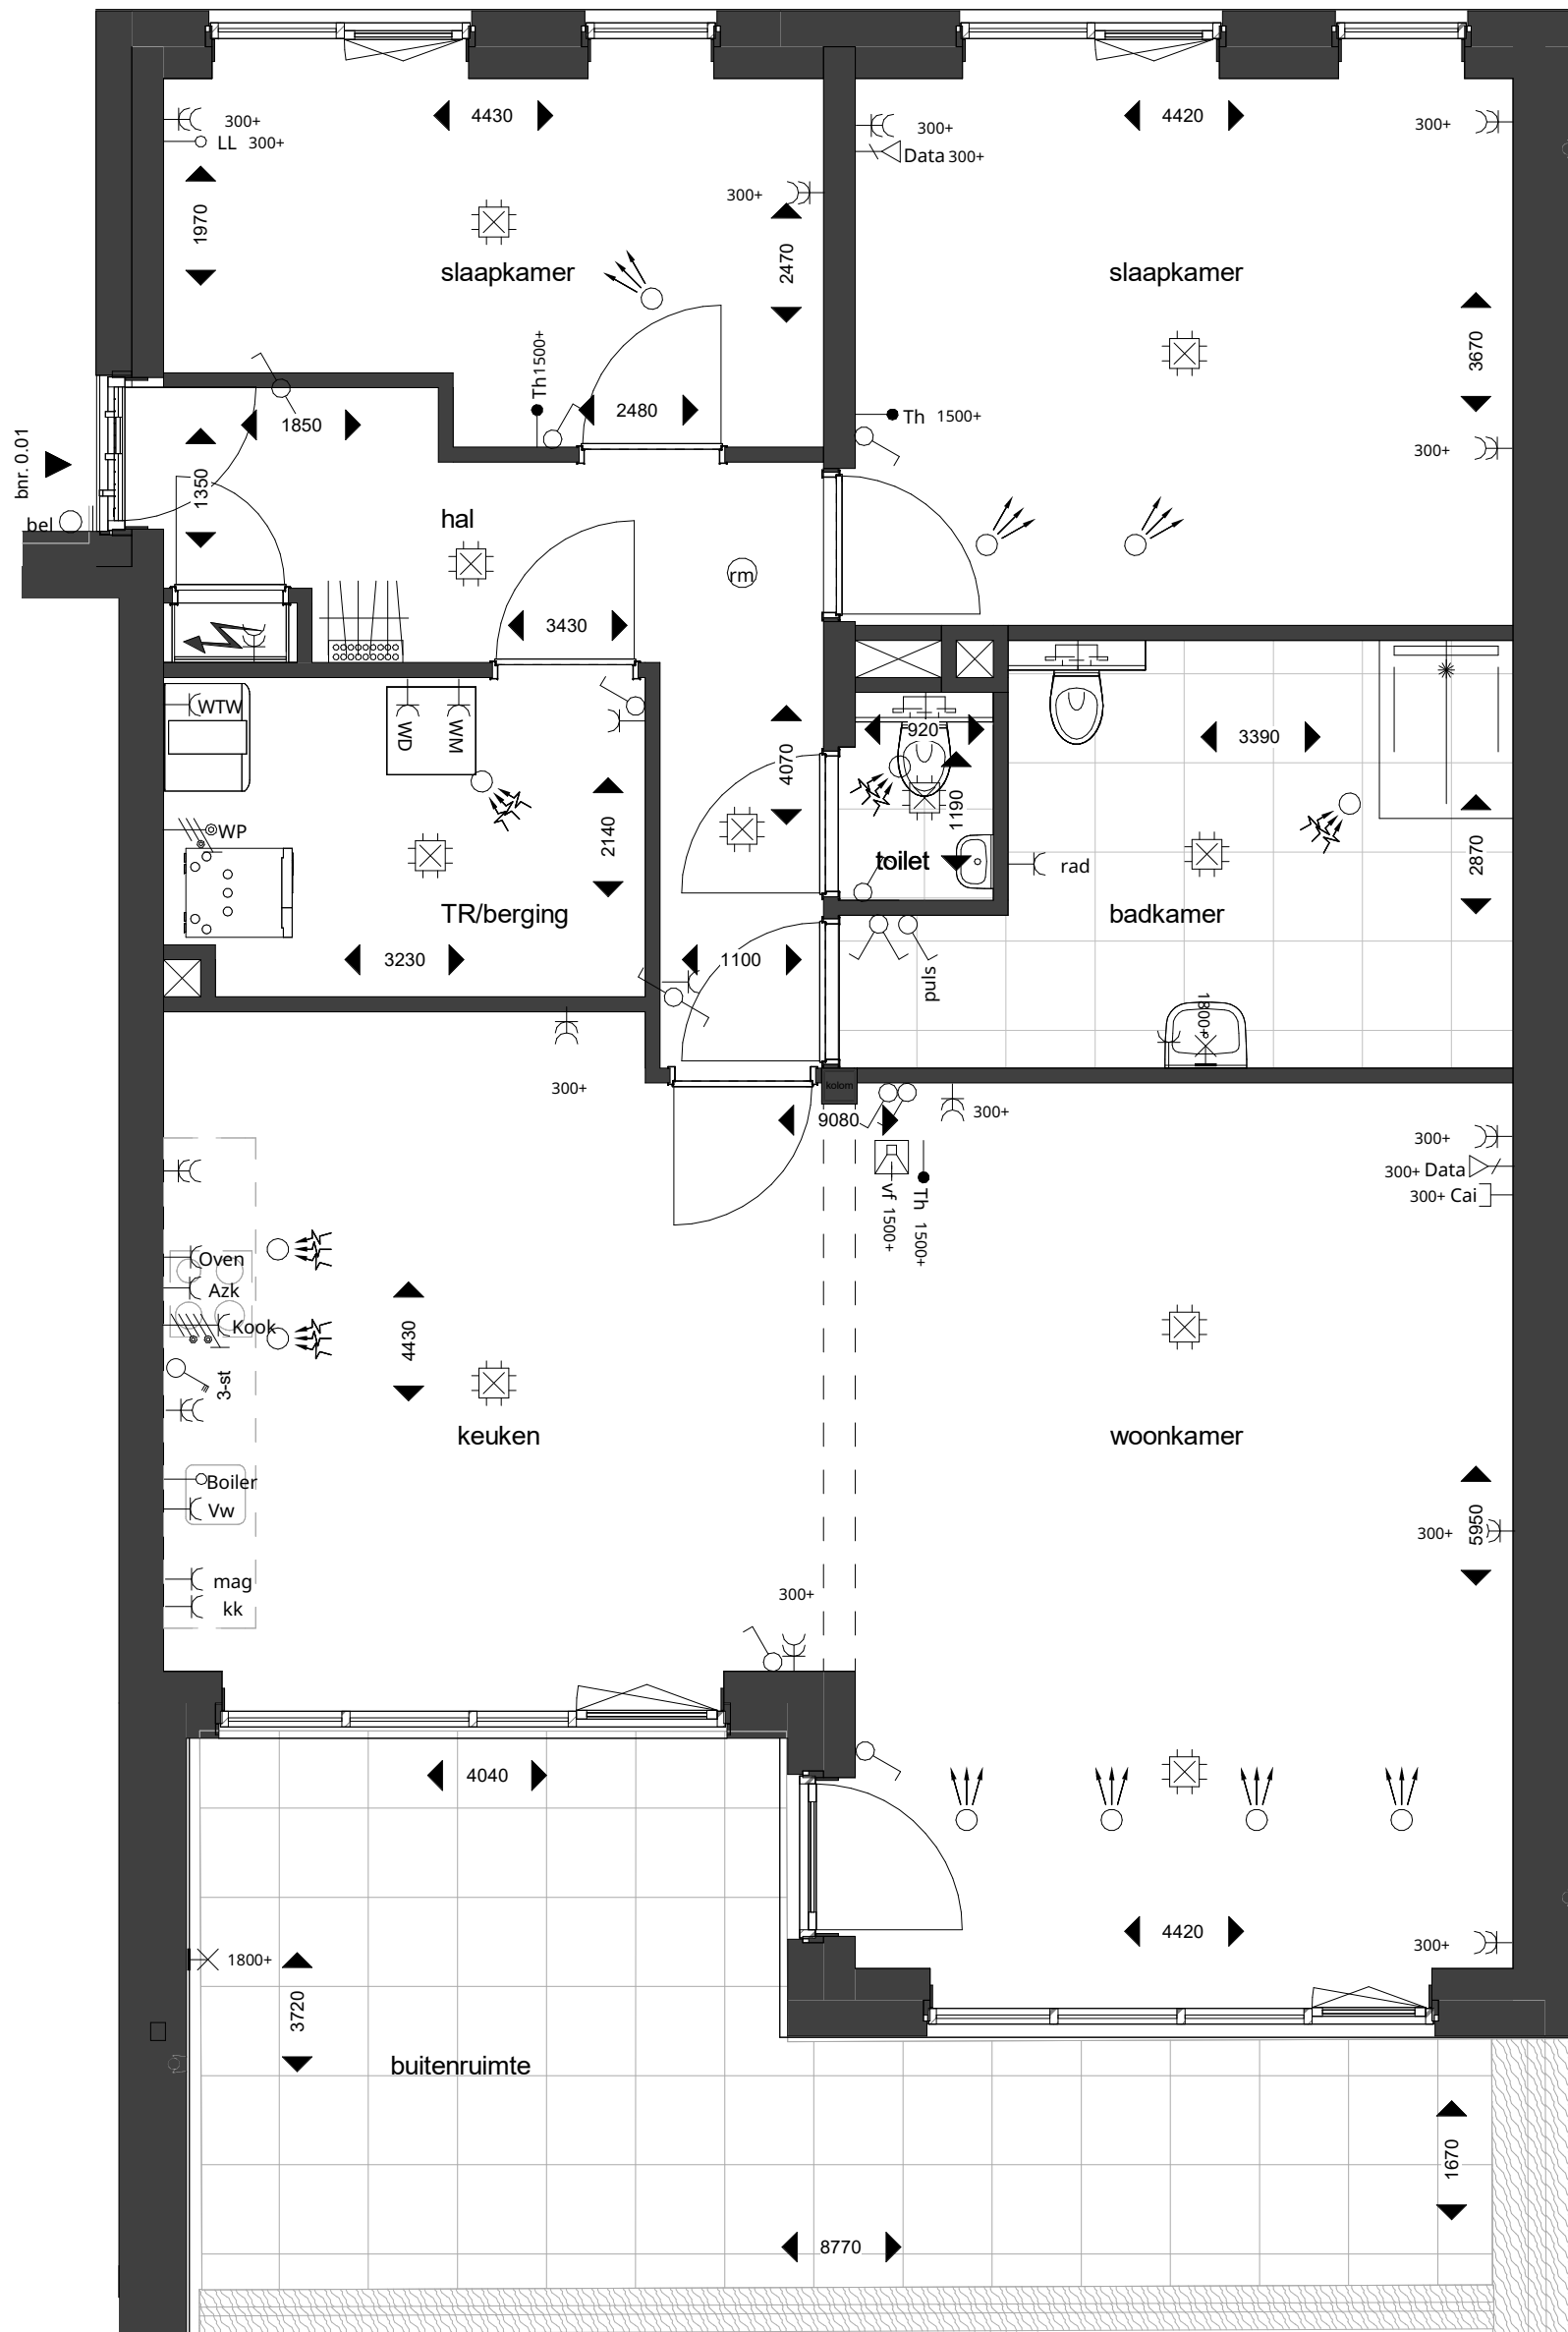 4430
4420
300+
LL 300+
300+
Data 300+
300+
1970
300+
2470
slaapkamer
slaapkamer
3670
Th 1500+
2480
Th 1500+
1850
300+
bnr. 0.01
1350
bel
hal
rm
3430
WTW
WD
WM
4070
920
3390
1190
WP
2140
toilet
rad
2870
TR/berging
badkamer
3230
1100
puls
1800+
300+
kolom
9080
300+
300+
300+ Data
300+ Cai
vf 1500+
Th 1500+
Oven
Azk
Kook
4430
3-st
keuken
woonkamer
Boiler
Vw
300+
5950
mag
kk
300+
4040
4420
300+
1800+
3720
buitenruimte
1670
8770